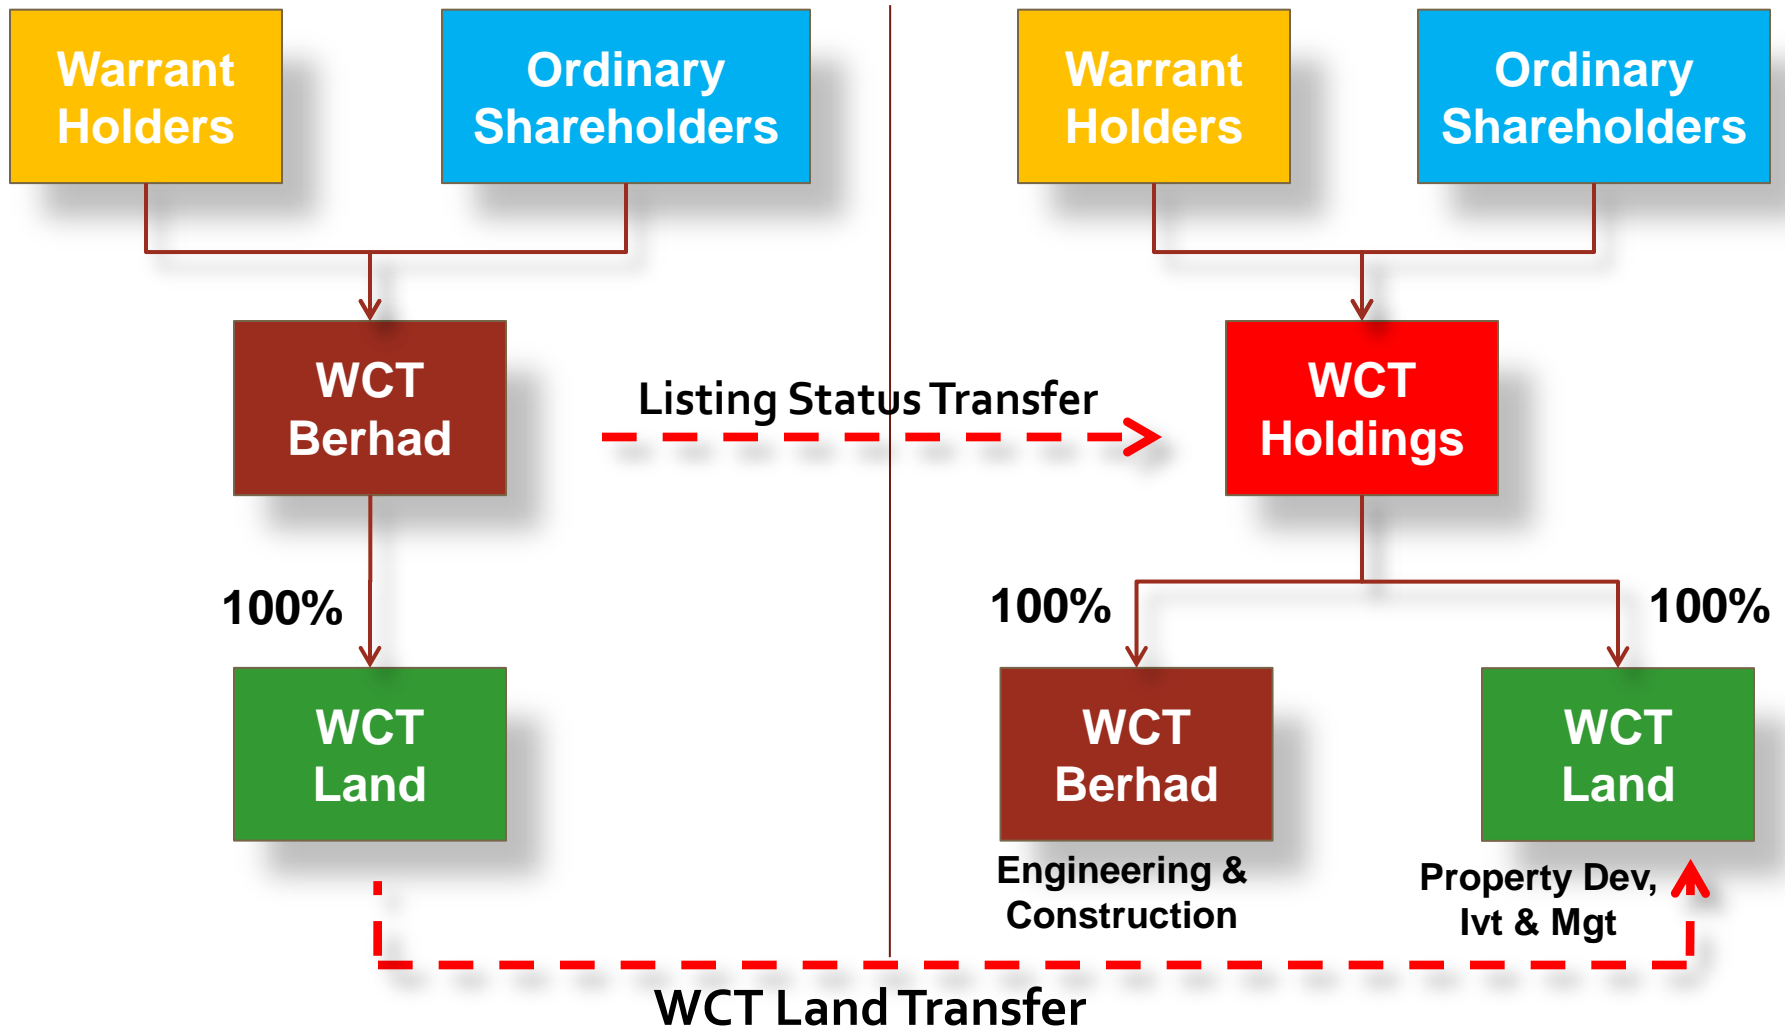 Warrant
Holders
Ordinary
Shareholders
WCT
Berhad
100%
WCT
Land
Listing Status Transfer
Warrant
Holders
Ordinary
Shareholders
WCT
Holdings
100%
100%
WCT
Berhad
Engineering &
Construction
WCT
Land
Property Dev,
Ivt & Mgt
WCT Land Transfer